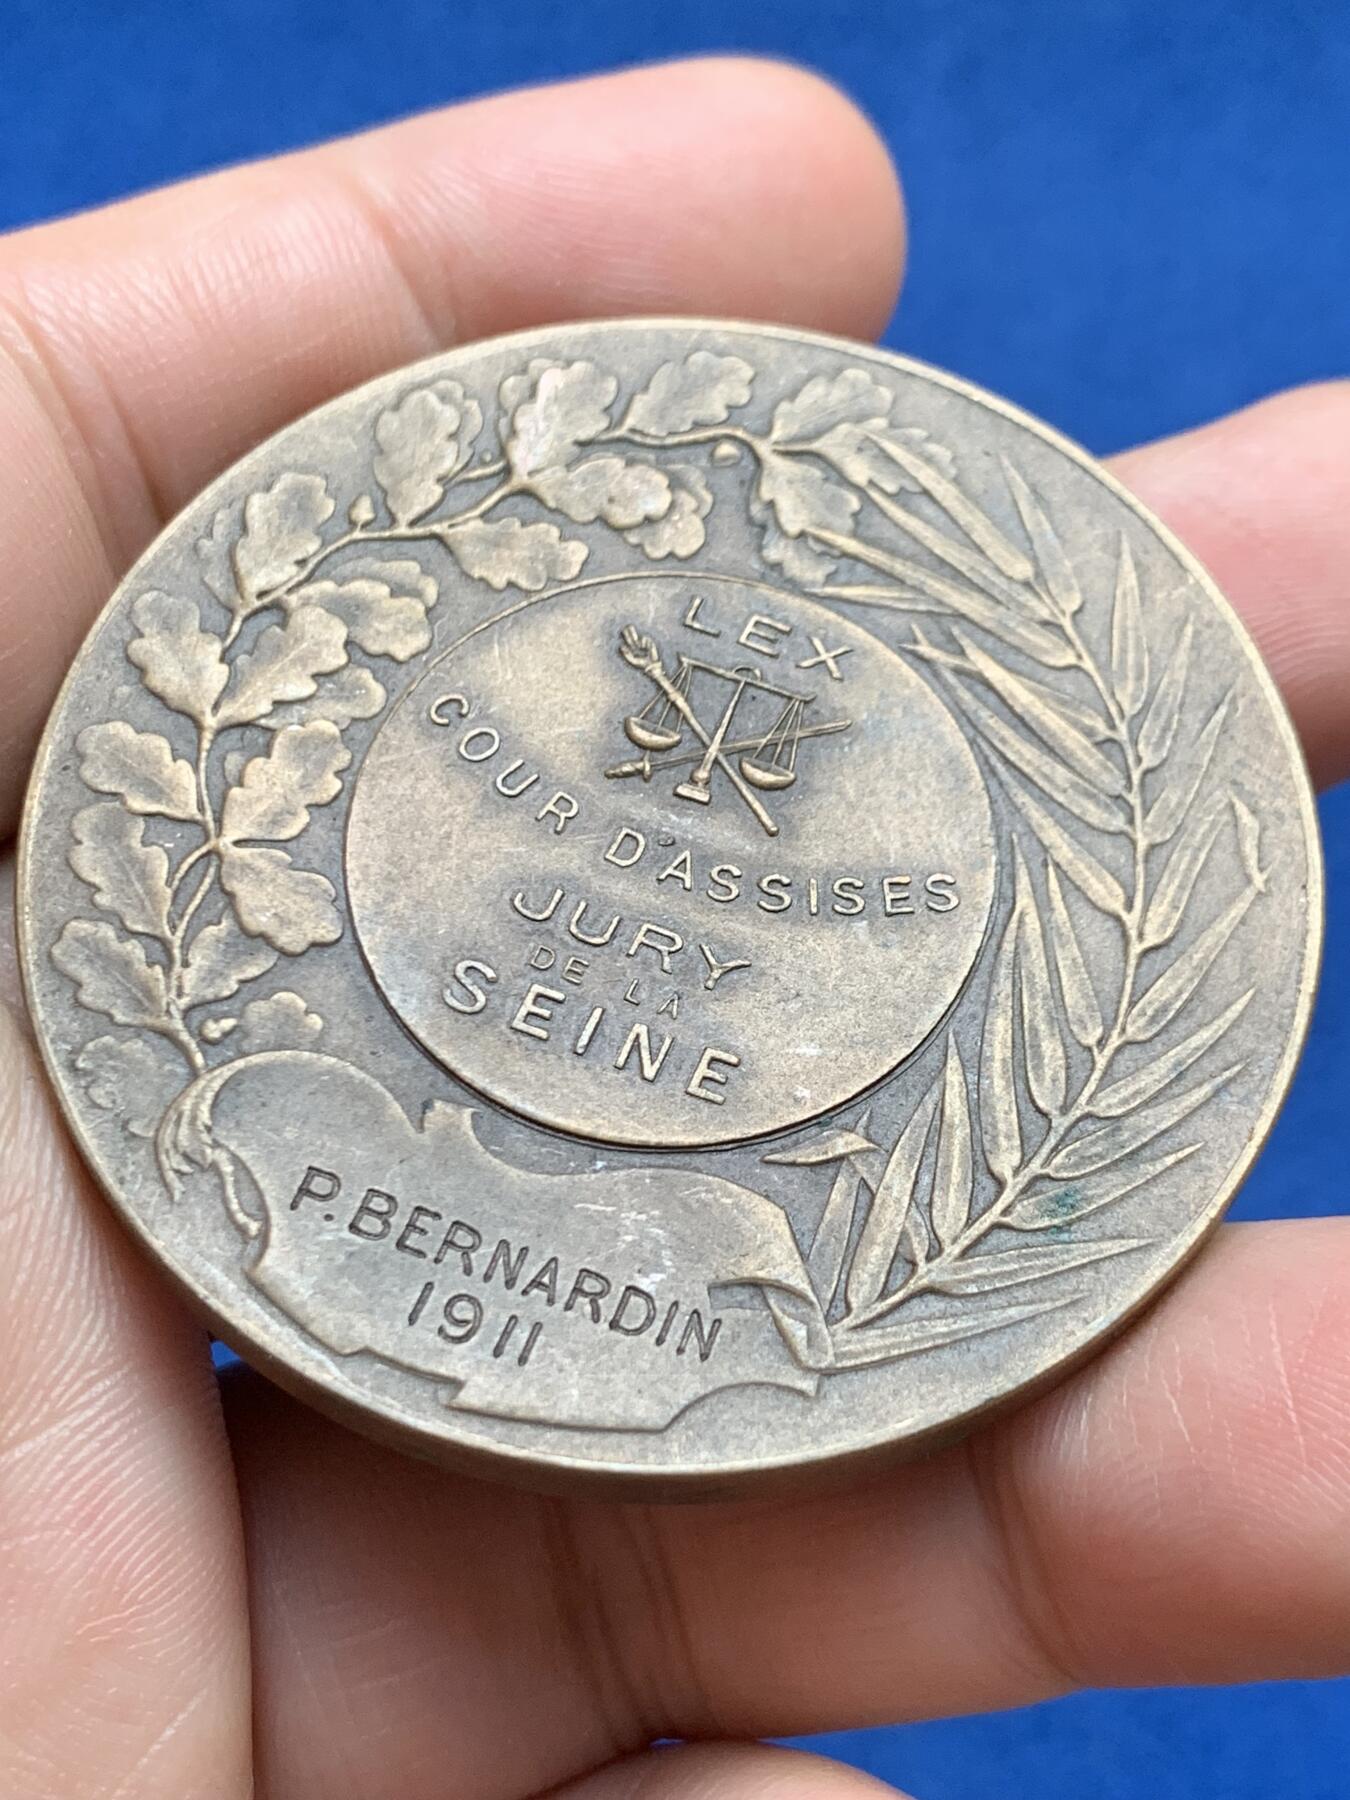 LEX
COUR D'ASSISES
JURY
DE LA
SEINE
P. BERNARDIN
1911